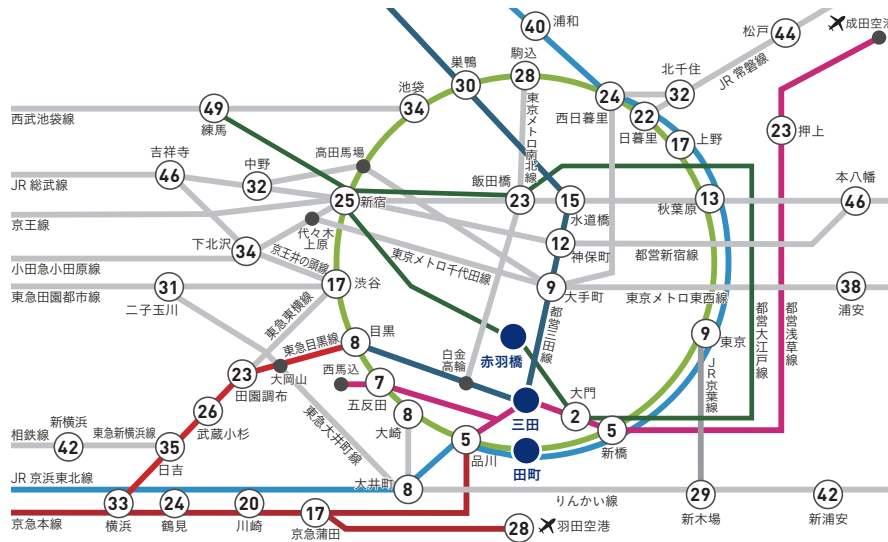 40
浦和
松戸
44
成田空港
巣鴨
駒込
28
北千住
JR 常磐線
池袋
30
24
32
49
34
西日暮里
22
日暮里
23
押上
西武池袋線
練馬
東京メトロ南北線
17
上野
吉祥寺
中野
高田馬場
飯田橋
本八幡
46
32
25
新宿
23
15
水道橋
13
秋葉原
46
JR 総武線
京王線
代々木
上原
下北沢
34
京王井の頭線
12
神保町
都営新宿線
小田急小田原線
東京メトロ千代田線
東急田園都市線
31
二子玉川
17
渋谷
9
大手町
東京メトロ東西線
38
浦安
東急東横線
都営三田線
都営大江戸線
都営浅草線
東急目黒線
8
目黒
赤羽橋
9
東京
JR 京葉線
大岡山
西馬込
白金
高輪
23
田園調布
7
五反田
大門
26
武蔵小杉
三田
2
新横浜
東急大井町線
大崎
8
相鉄線
42
東急新横浜線
35
日吉
5
品川
田町
5
新橋
JR 京浜東北線
大井町
8
りんかい線
29
新木場
42
新浦安
33
横浜
24
鶴見
20
川崎
京急本線
17
京急蒲田
28
羽田空港